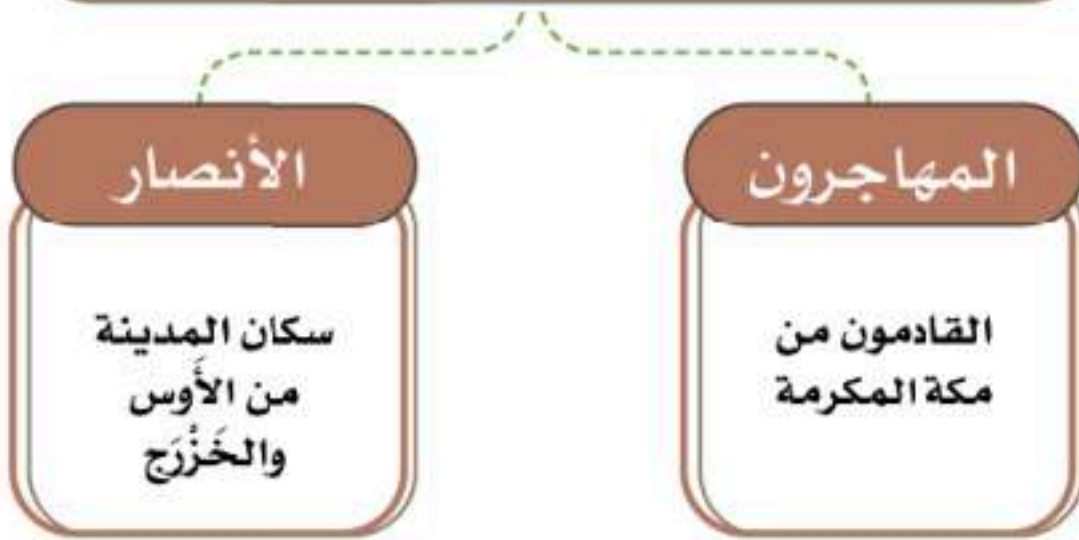 المهاجرون
القادمون من
مكة المكرمة
الأنصار
سكان المدينة
من الأَوس
والخَزْرَج